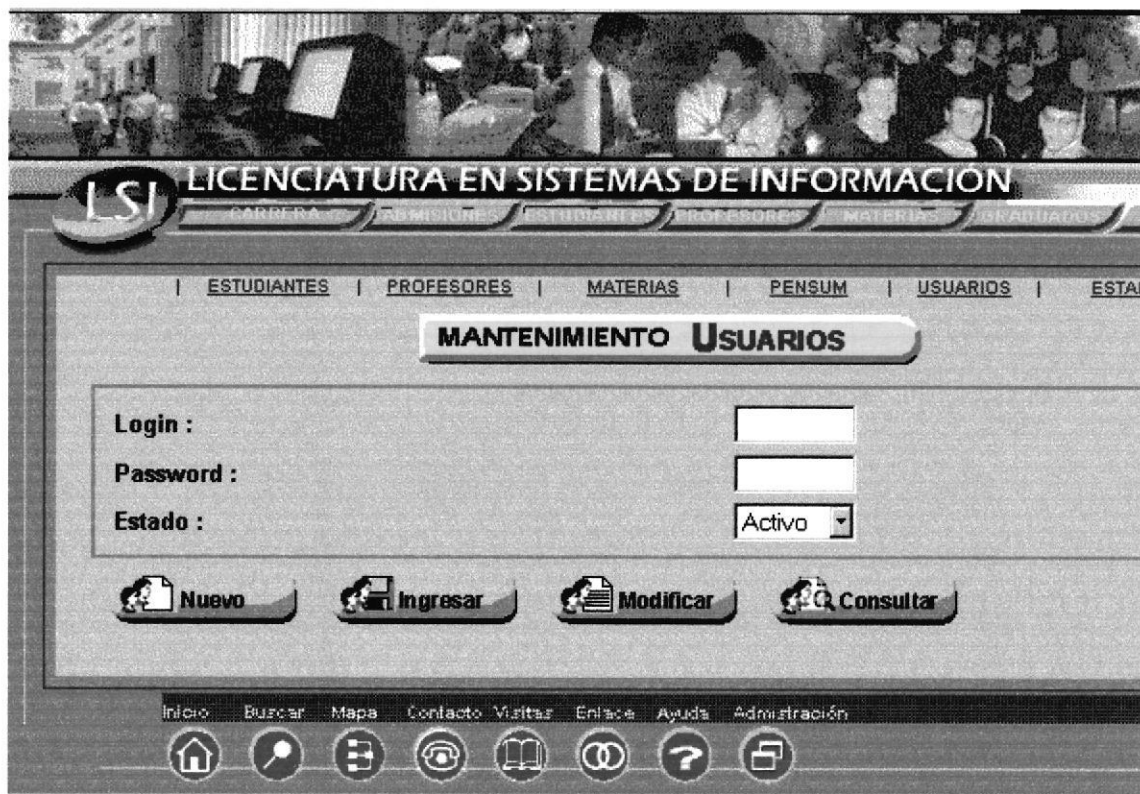 LICENCIATURA EN SISTEMAS DE INFORMACIÓN
LSI
CARRERA ADMISIONES ESTUDIANTES PROFESORES MATERIAS GRADUADOS
| ESTUDIANTES | PROFESORES | MATERIAS | PENSUM | USUARIOS | ESTA
MANTENIMIENTO USUARIOS
Login :
Password :
Estado : Activo
Nuevo Ingresar Modificar Consultar
Inicio Buscar Mapa Contacto Visitas Enlace Ayuda Admistración